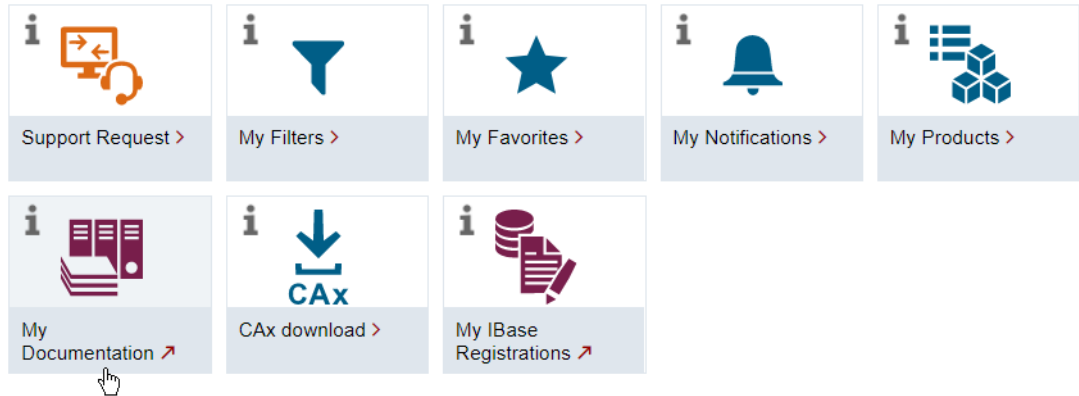 Support Request >
My Filters >
My Favorites >
My Notifications >
My Products >
CAx
My
Documentation ↗
CAx download >
My IBase
Registrations ↗